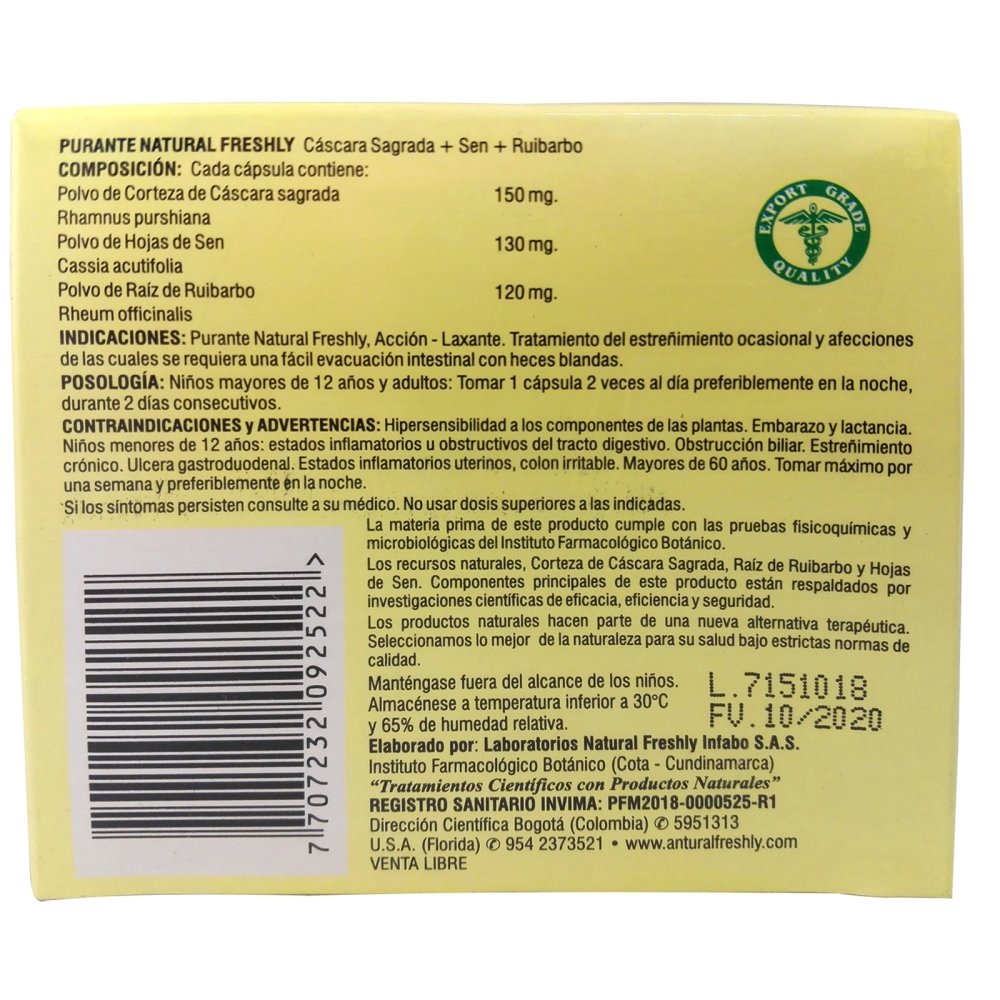 PURANTE NATURAL FRESHLY Cáscara Sagrada + Sen + Ruibarbo
COMPOSICIÓN: Cada cápsula contiene:
Polvo de Corteza de Cáscara sagrada 150 mg.
Rhamnus purshiana
Polvo de Hojas de Sen 130 mg.
Cassia acutifolia
Polvo de Raíz de Ruibarbo 120 mg.
Rheum officinalis
EXPORT GRADE QUALITY
INDICACIONES: Purante Natural Freshly, Acción - Laxante. Tratamiento del estreñimiento ocasional y afecciones
de las cuales se requiera una fácil evacuación intestinal con heces blandas.
POSOLOGÍA: Niños mayores de 12 años y adultos: Tomar 1 cápsula 2 veces al día preferiblemente en la noche,
durante 2 días consecutivos.
CONTRAINDICACIONES y ADVERTENCIAS: Hipersensibilidad a los componentes de las plantas. Embarazo y lactancia.
Niños menores de 12 años: estados inflamatorios u obstructivos del tracto digestivo. Obstrucción biliar. Estreñimiento
crónico. Ulcera gastroduodenal. Estados inflamatorios uterinos, colon irritable. Mayores de 60 años. Tomar máximo por
una semana y preferiblemente en la noche.
Si los síntomas persisten consulte a su médico. No usar dosis superiores a las indicadas.
La materia prima de este producto cumple con las pruebas fisicoquímicas y
microbiológicas del Instituto Farmacológico Botánico.
Los recursos naturales, Corteza de Cáscara Sagrada, Raíz de Ruibarbo y Hojas
de Sen. Componentes principales de este producto están respaldados por
investigaciones científicas de eficacia, eficiencia y seguridad.
Los productos naturales hacen parte de una nueva alternativa terapéutica.
Seleccionamos lo mejor de la naturaleza para su salud bajo estrictas normas de
calidad.
Manténgase fuera del alcance de los niños.
Almacénese a temperatura inferior a 30°C
y 65% de humedad relativa.
L.7151018
FV.10/2020
Elaborado por: Laboratorios Natural Freshly Infabo S.A.S.
Instituto Farmacológico Botánico (Cota - Cundinamarca)
"Tratamientos Científicos con Productos Naturales"
REGISTRO SANITARIO INVIMA: PFM2018-0000525-R1
Dirección Científica Bogotá (Colombia) ✆ 5951313
U.S.A. (Florida) ✆ 954 2373521 • www.anturalfreshly.com
VENTA LIBRE
7 707232 092522 >